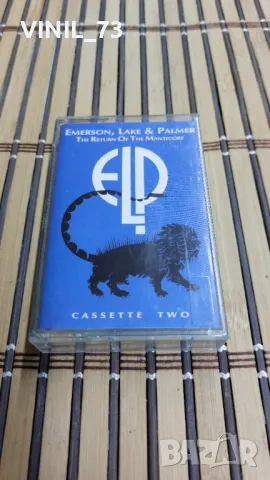 VINIL_73
EMERSON, LAKE & PALMER
THE RETURN OF THE MANTICORE
ELP
CASSETTE TWO
bazar